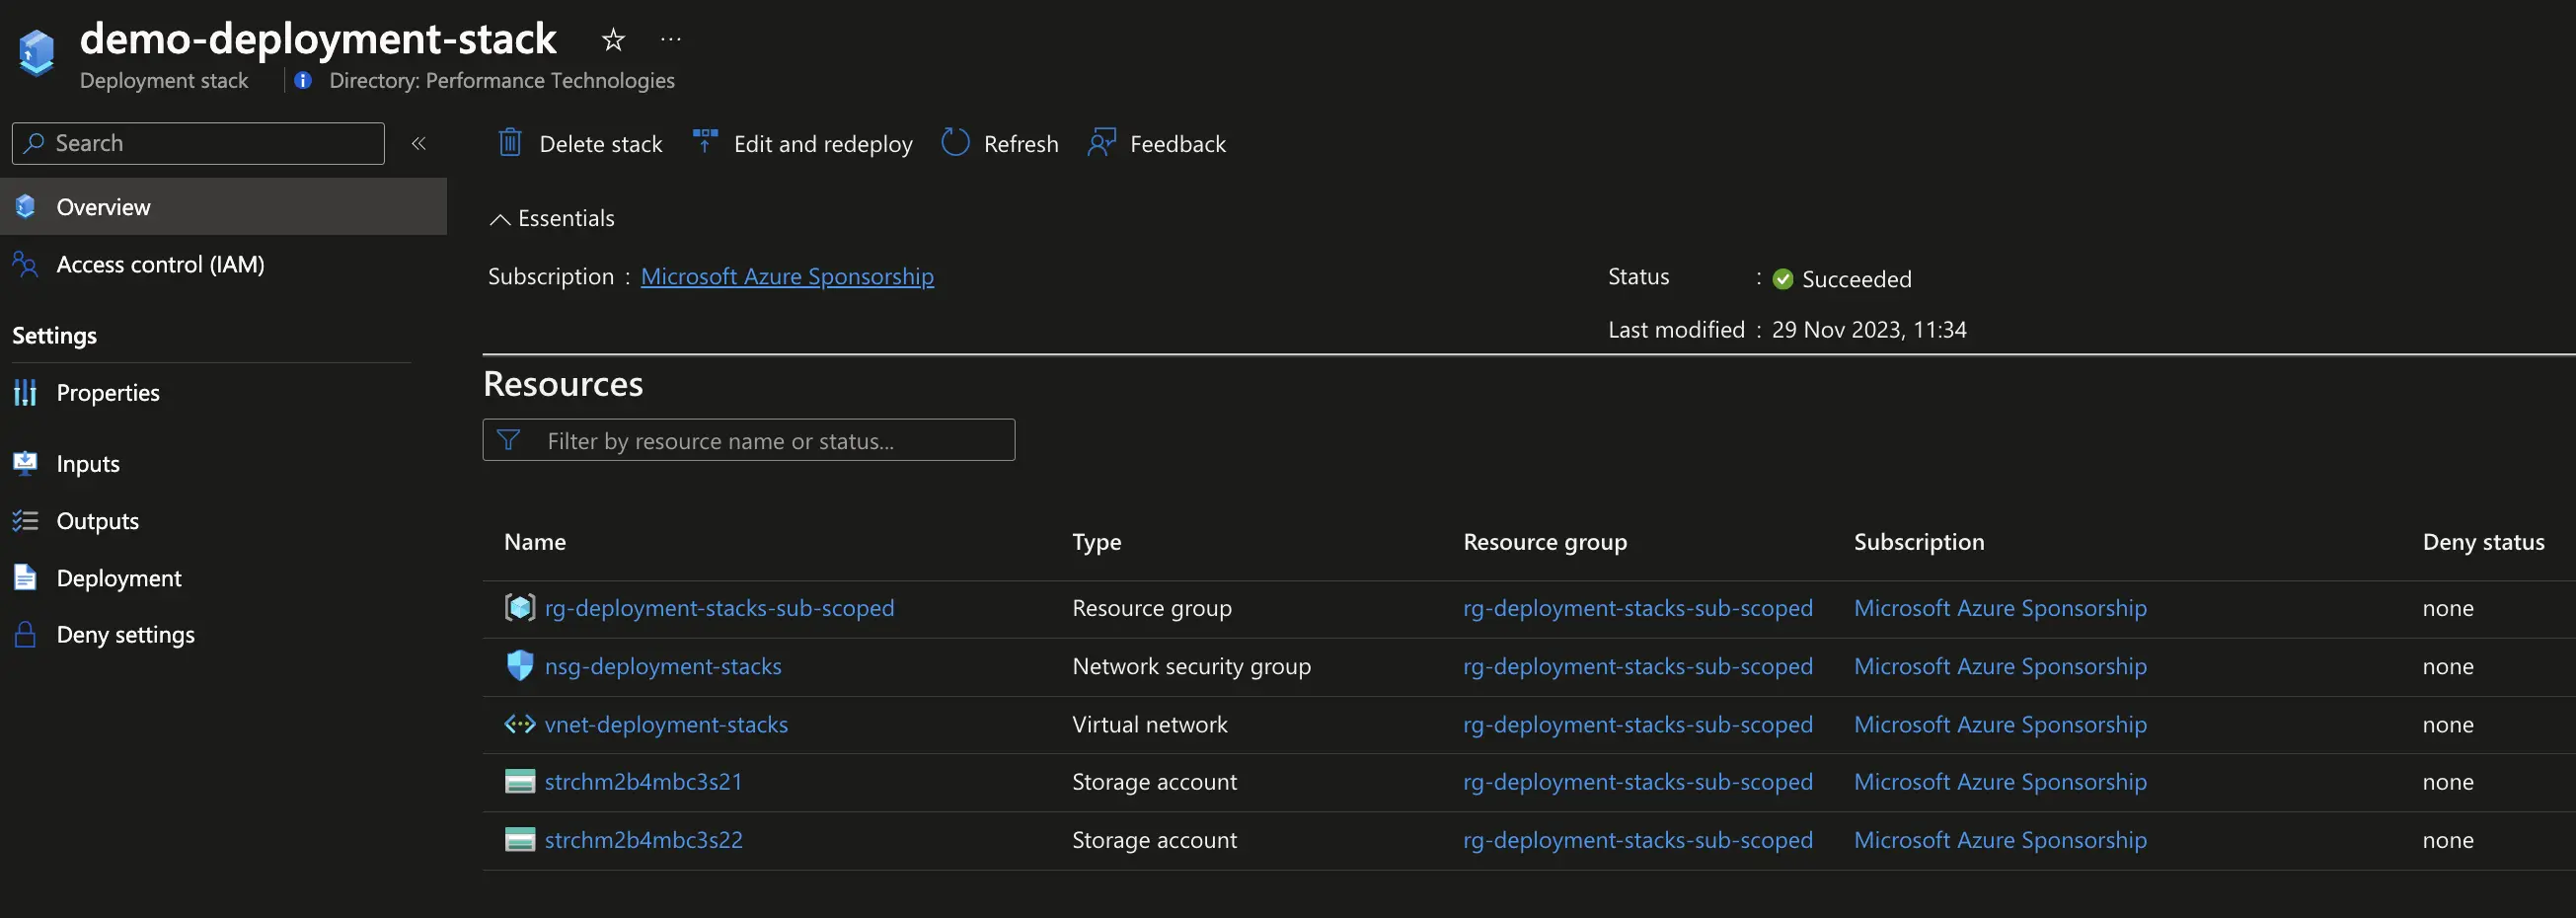 demo-deployment-stack
Deployment stack
Directory: Performance Technologies
Search
Delete stack
Edit and redeploy
Refresh
Feedback
Overview
Access control (IAM)
Settings
Properties
Inputs
Outputs
Deployment
Deny settings
Essentials
Subscription : Microsoft Azure Sponsorship
Status : Succeeded
Last modified : 29 Nov 2023, 11:34
Resources
Filter by resource name or status...
Name Type Resource group Subscription Deny status
rg-deployment-stacks-sub-scoped Resource group rg-deployment-stacks-sub-scoped Microsoft Azure Sponsorship none
nsg-deployment-stacks Network security group rg-deployment-stacks-sub-scoped Microsoft Azure Sponsorship none
vnet-deployment-stacks Virtual network rg-deployment-stacks-sub-scoped Microsoft Azure Sponsorship none
strchm2b4mbc3s21 Storage account rg-deployment-stacks-sub-scoped Microsoft Azure Sponsorship none
strchm2b4mbc3s22 Storage account rg-deployment-stacks-sub-scoped Microsoft Azure Sponsorship none